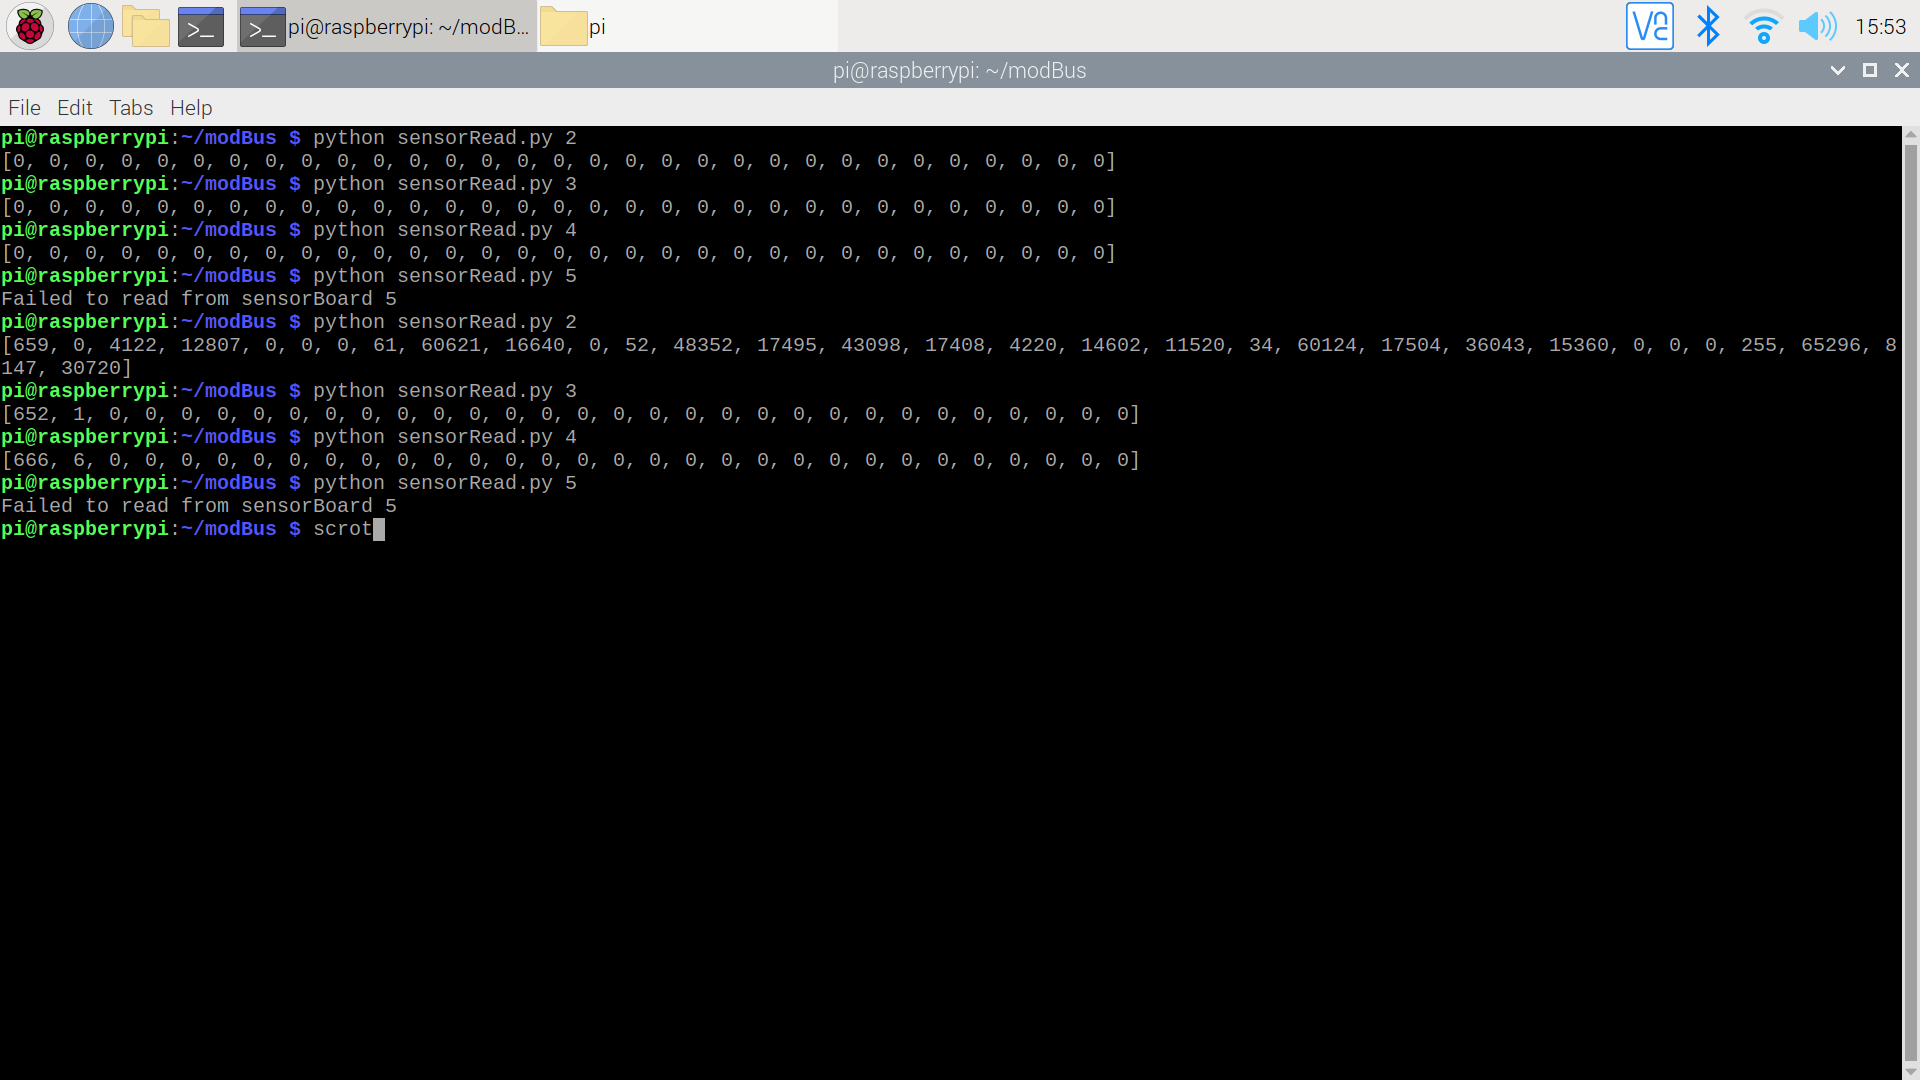 pi@raspberrypi: ~/modB...
pi
15:53
pi@raspberrypi: ~/modBus
File Edit Tabs Help
pi@raspberrypi:~/modBus $ python sensorRead.py 2
[0, 0, 0, 0, 0, 0, 0, 0, 0, 0, 0, 0, 0, 0, 0, 0, 0, 0, 0, 0, 0, 0, 0, 0, 0, 0, 0, 0, 0, 0, 0]
pi@raspberrypi:~/modBus $ python sensorRead.py 3
[0, 0, 0, 0, 0, 0, 0, 0, 0, 0, 0, 0, 0, 0, 0, 0, 0, 0, 0, 0, 0, 0, 0, 0, 0, 0, 0, 0, 0, 0, 0]
pi@raspberrypi:~/modBus $ python sensorRead.py 4
[0, 0, 0, 0, 0, 0, 0, 0, 0, 0, 0, 0, 0, 0, 0, 0, 0, 0, 0, 0, 0, 0, 0, 0, 0, 0, 0, 0, 0, 0, 0]
pi@raspberrypi:~/modBus $ python sensorRead.py 5
Failed to read from sensorBoard 5
pi@raspberrypi:~/modBus $ python sensorRead.py 2
[659, 0, 4122, 12807, 0, 0, 0, 61, 60621, 16640, 0, 52, 48352, 17495, 43098, 17408, 4220, 14602, 11520, 34, 60124, 17504, 36043, 15360, 0, 0, 0, 255, 65296, 8
147, 30720]
pi@raspberrypi:~/modBus $ python sensorRead.py 3
[652, 1, 0, 0, 0, 0, 0, 0, 0, 0, 0, 0, 0, 0, 0, 0, 0, 0, 0, 0, 0, 0, 0, 0, 0, 0, 0, 0, 0, 0, 0]
pi@raspberrypi:~/modBus $ python sensorRead.py 4
[666, 6, 0, 0, 0, 0, 0, 0, 0, 0, 0, 0, 0, 0, 0, 0, 0, 0, 0, 0, 0, 0, 0, 0, 0, 0, 0, 0, 0, 0, 0]
pi@raspberrypi:~/modBus $ python sensorRead.py 5
Failed to read from sensorBoard 5
pi@raspberrypi:~/modBus $ scrot